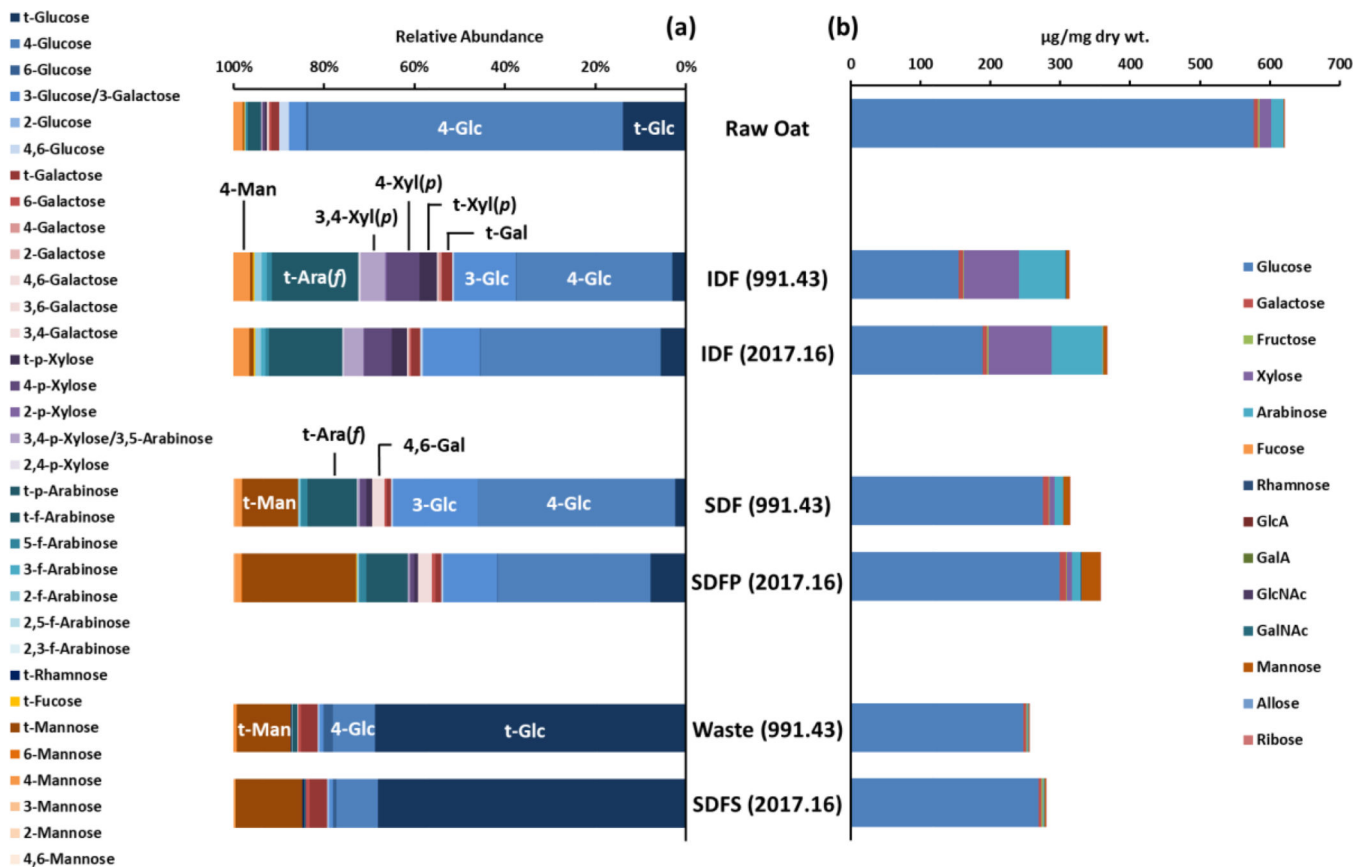 t-Glucose
4-Glucose
6-Glucose
3-Glucose/3-Galactose
2-Glucose
4,6-Glucose
t-Galactose
6-Galactose
4-Galactose
2-Galactose
4,6-Galactose
3,6-Galactose
3,4-Galactose
t-p-Xylose
4-p-Xylose
2-p-Xylose
3,4-p-Xylose/3,5-Arabinose
2,4-p-Xylose
t-p-Arabinose
t-f-Arabinose
5-f-Arabinose
3-f-Arabinose
2-f-Arabinose
2,5-f-Arabinose
2,3-f-Arabinose
t-Rhamnose
t-Fucose
t-Mannose
6-Mannose
4-Mannose
3-Mannose
2-Mannose
4,6-Mannose
(a)
Relative Abundance
100% 80% 60% 40% 20% 0%
4-Glc t-Glc
4-Man 3,4-Xyl(p) 4-Xyl(p) t-Xyl(p) t-Gal
t-Ara(f) 3-Glc 4-Glc
t-Ara(f) 4,6-Gal
t-Man 3-Glc 4-Glc
t-Man 4-Glc t-Glc
Raw Oat
IDF (991.43)
IDF (2017.16)
SDF (991.43)
SDFP (2017.16)
Waste (991.43)
SDFS (2017.16)
(b)
µg/mg dry wt.
0 100 200 300 400 500 600 700
Glucose
Galactose
Fructose
Xylose
Arabinose
Fucose
Rhamnose
GlcA
GalA
GlcNAc
GalNAc
Mannose
Allose
Ribose